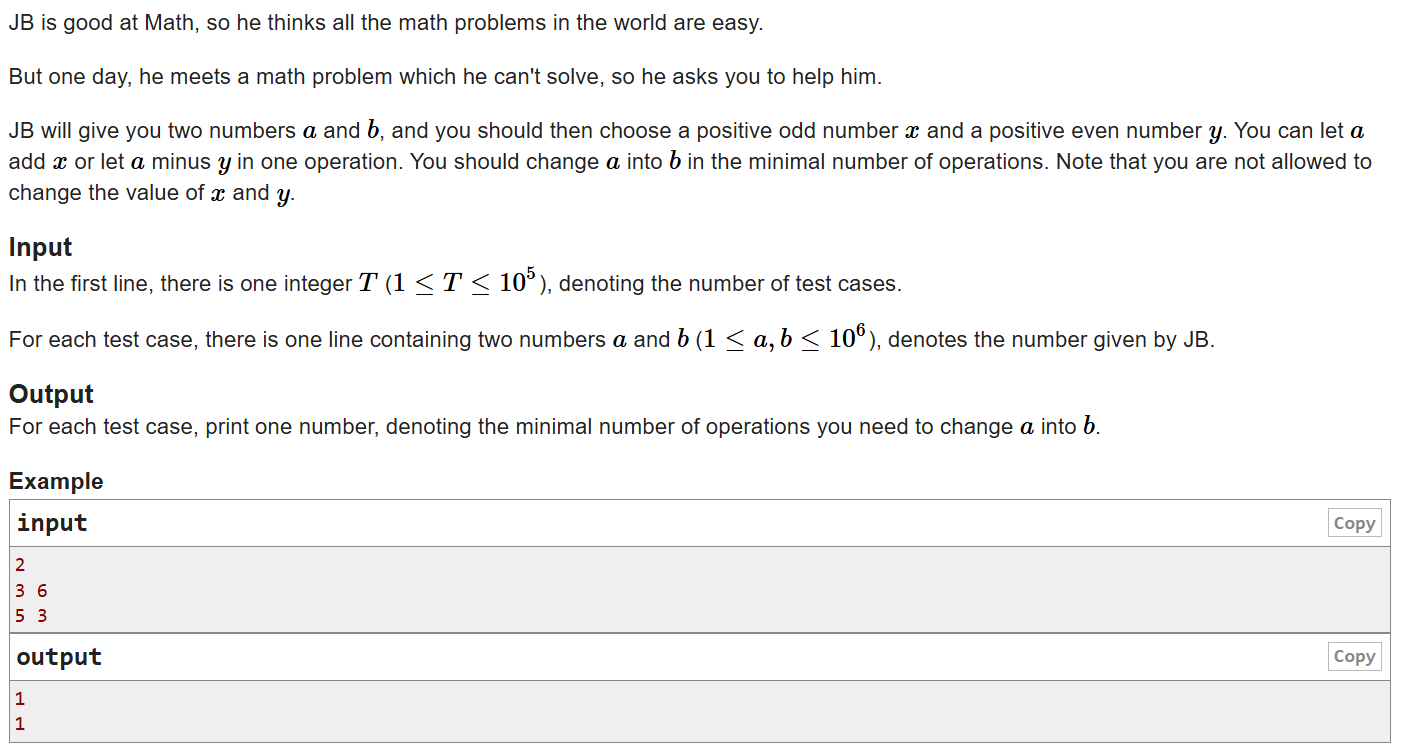 JB is good at Math, so he thinks all the math problems in the world are easy.
But one day, he meets a math problem which he can't solve, so he asks you to help him.
JB will give you two numbers a and b, and you should then choose a positive odd number x and a positive even number y. You can let a
add x or let a minus y in one operation. You should change a into b in the minimal number of operations. Note that you are not allowed to
change the value of x and y.
Input
In the first line, there is one integer T (1 ≤ T ≤ 10^5), denoting the number of test cases.
For each test case, there is one line containing two numbers a and b (1 ≤ a, b ≤ 10^6), denotes the number given by JB.
Output
For each test case, print one number, denoting the minimal number of operations you need to change a into b.
Example
input Copy
2
3 6
5 3
output Copy
1
1